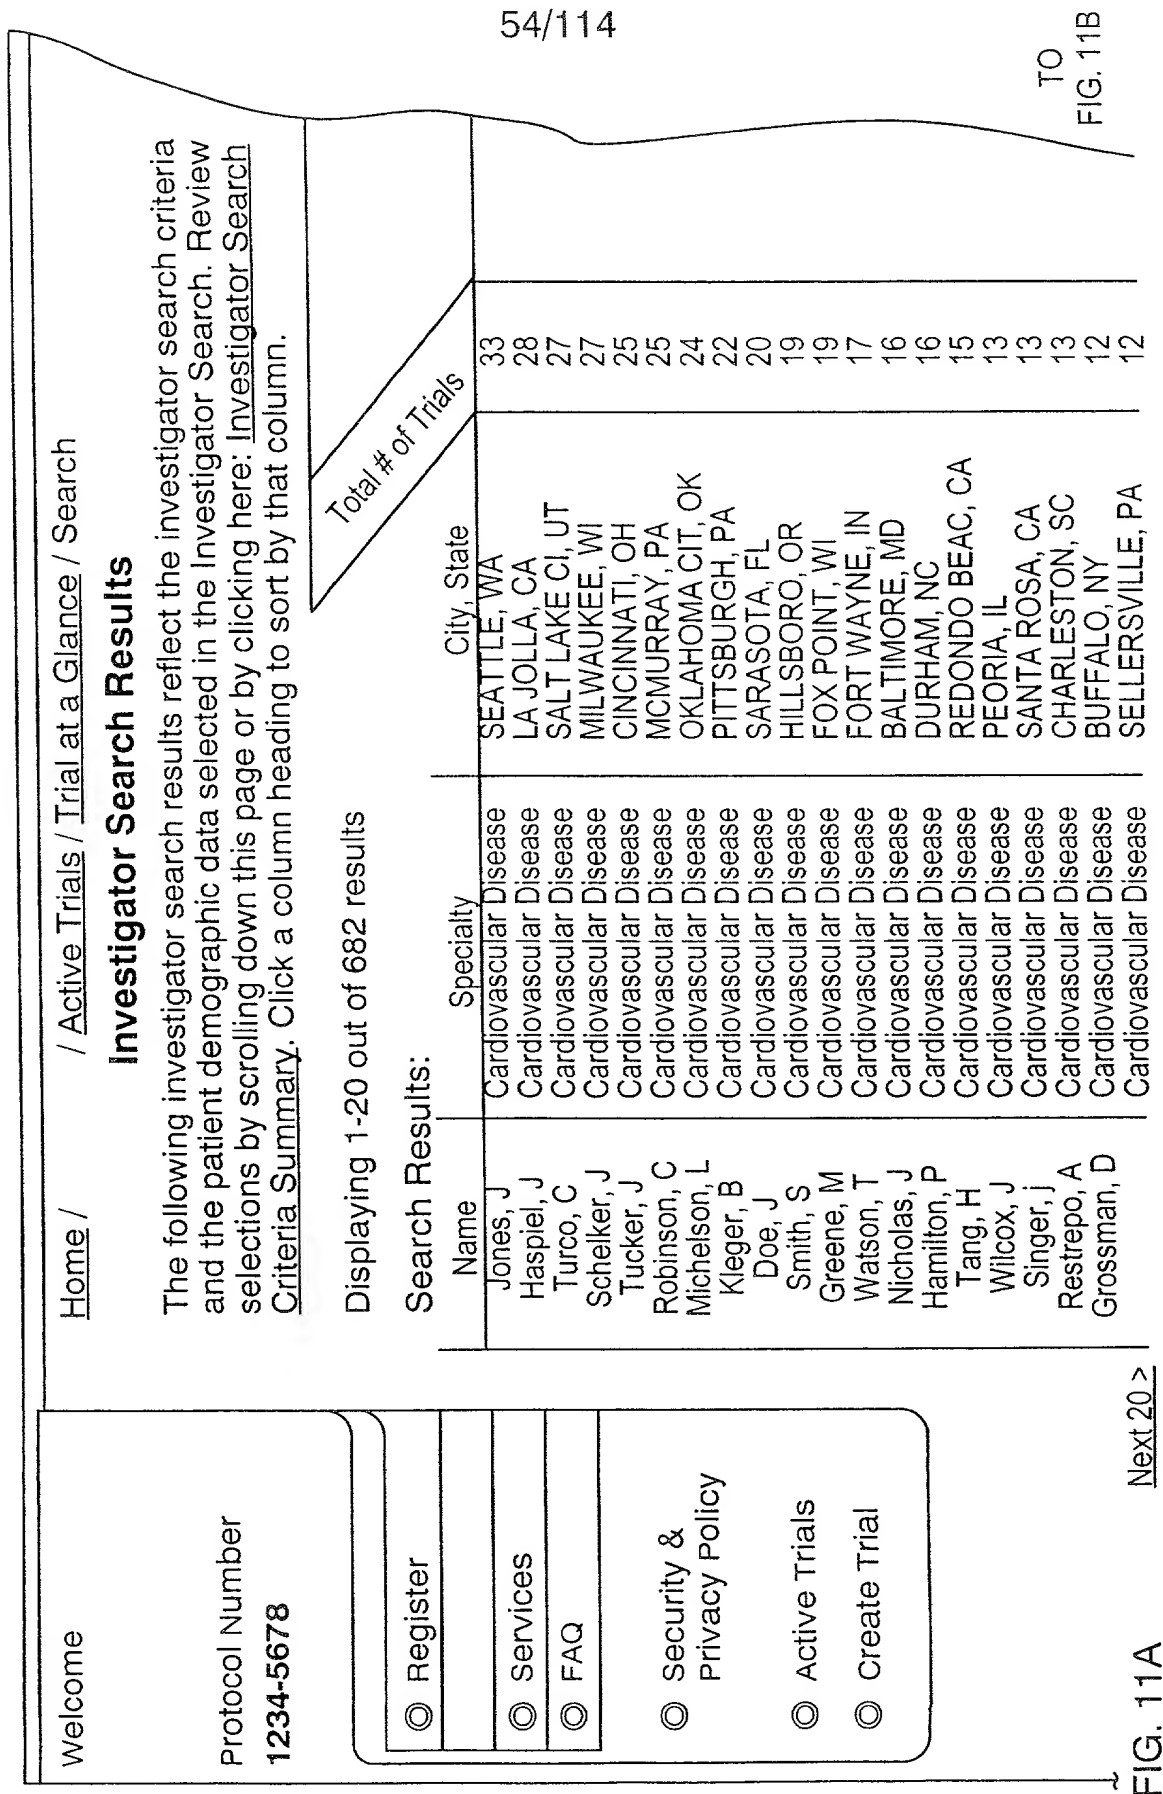 54/114
Welcome
Protocol Number
1234-5678
Register
Services
FAQ
Security &
Privacy Policy
Active Trials
Create Trial
Home / / Active Trials / Trial at a Glance / Search
Investigator Search Results
The following investigator search results reflect the investigator search criteria
and the patient demographic data selected in the Investigator Search. Review
selections by scrolling down this page or by clicking here: Investigator Search
Criteria Summary. Click a column heading to sort by that column.
Displaying 1-20 out of 682 results
Search Results:
Name Specialty City, State Total # of Trials
Jones, J Cardiovascular Disease SEATTLE, WA 33
Haspiel, J Cardiovascular Disease LA JOLLA, CA 28
Turco, C Cardiovascular Disease SALT LAKE CI, UT 27
Schelker, J Cardiovascular Disease MILWAUKEE, WI 27
Tucker, J Cardiovascular Disease CINCINNATI, OH 25
Robinson, C Cardiovascular Disease MCMURRAY, PA 25
Michelson, L Cardiovascular Disease OKLAHOMA CIT, OK 24
Kleger, B Cardiovascular Disease PITTSBURGH, PA 22
Doe, J Cardiovascular Disease SARASOTA, FL 20
Smith, S Cardiovascular Disease HILLSBORO, OR 19
Greene, M Cardiovascular Disease FOX POINT, WI 19
Watson, T Cardiovascular Disease FORT WAYNE, IN 17
Nicholas, J Cardiovascular Disease BALTIMORE, MD 16
Hamilton, P Cardiovascular Disease DURHAM, NC 16
Tang, H Cardiovascular Disease REDONDO BEAC, CA 15
Wilcox, J Cardiovascular Disease PEORIA, IL 13
Singer, j Cardiovascular Disease SANTA ROSA, CA 13
Restrepo, A Cardiovascular Disease CHARLESTON, SC 13
Grossman, D Cardiovascular Disease BUFFALO, NY 12
Cardiovascular Disease SELLERSVILLE, PA 12
Next 20 >
TO
FIG. 11B
FIG. 11A